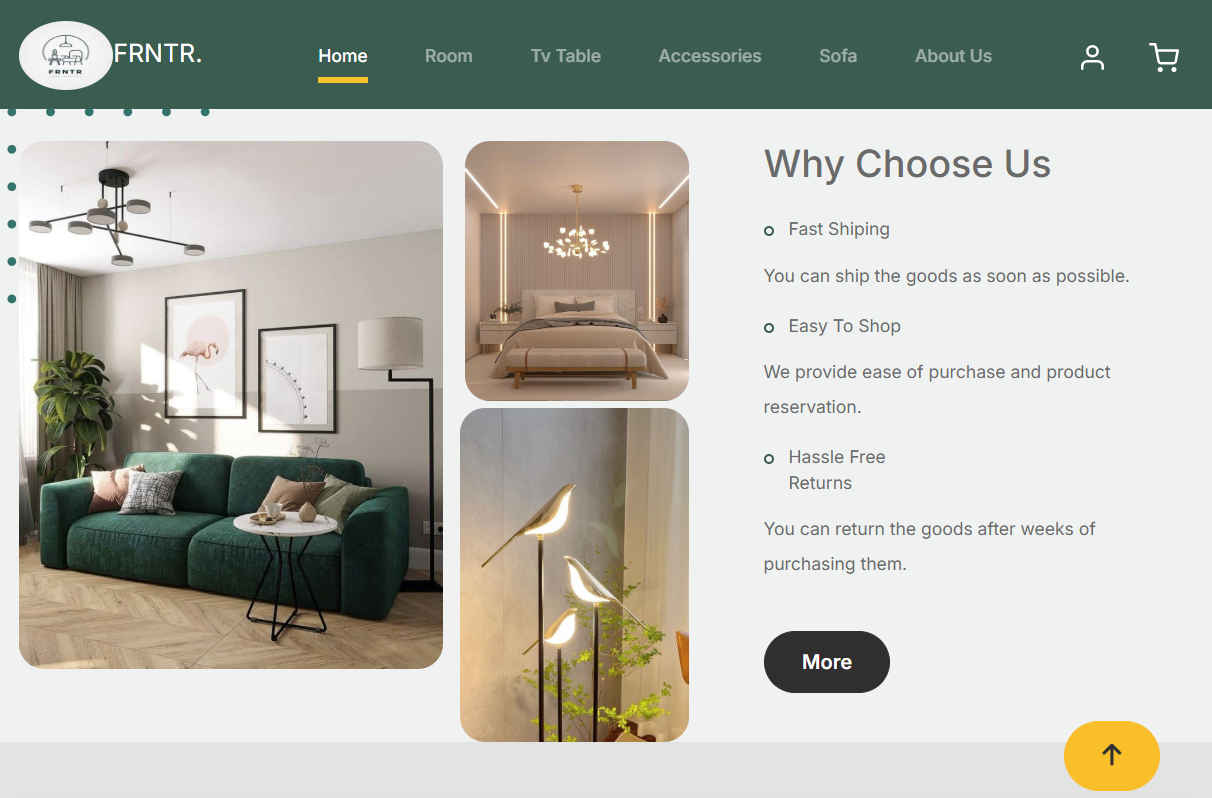 FRNTR
FRNTR.
Home Room Tv Table Accessories Sofa About Us
Why Choose Us
Fast Shiping
You can ship the goods as soon as possible.
Easy To Shop
We provide ease of purchase and product
reservation.
Hassle Free
Returns
You can return the goods after weeks of
purchasing them.
More